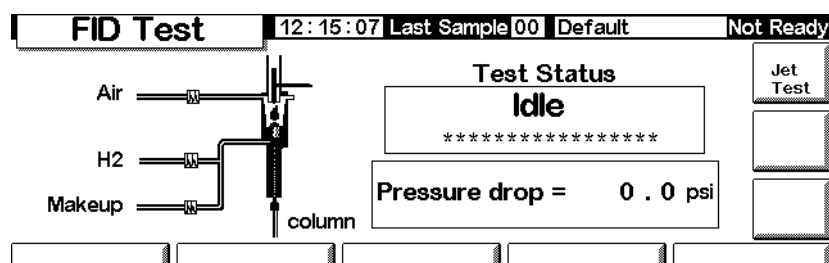 FID Test
12:15:07 Last Sample 00 Default Not Ready
Test Status
Jet
Test
Air
Idle
*****************
H2
Pressure drop = 0 . 0 psi
Makeup
column